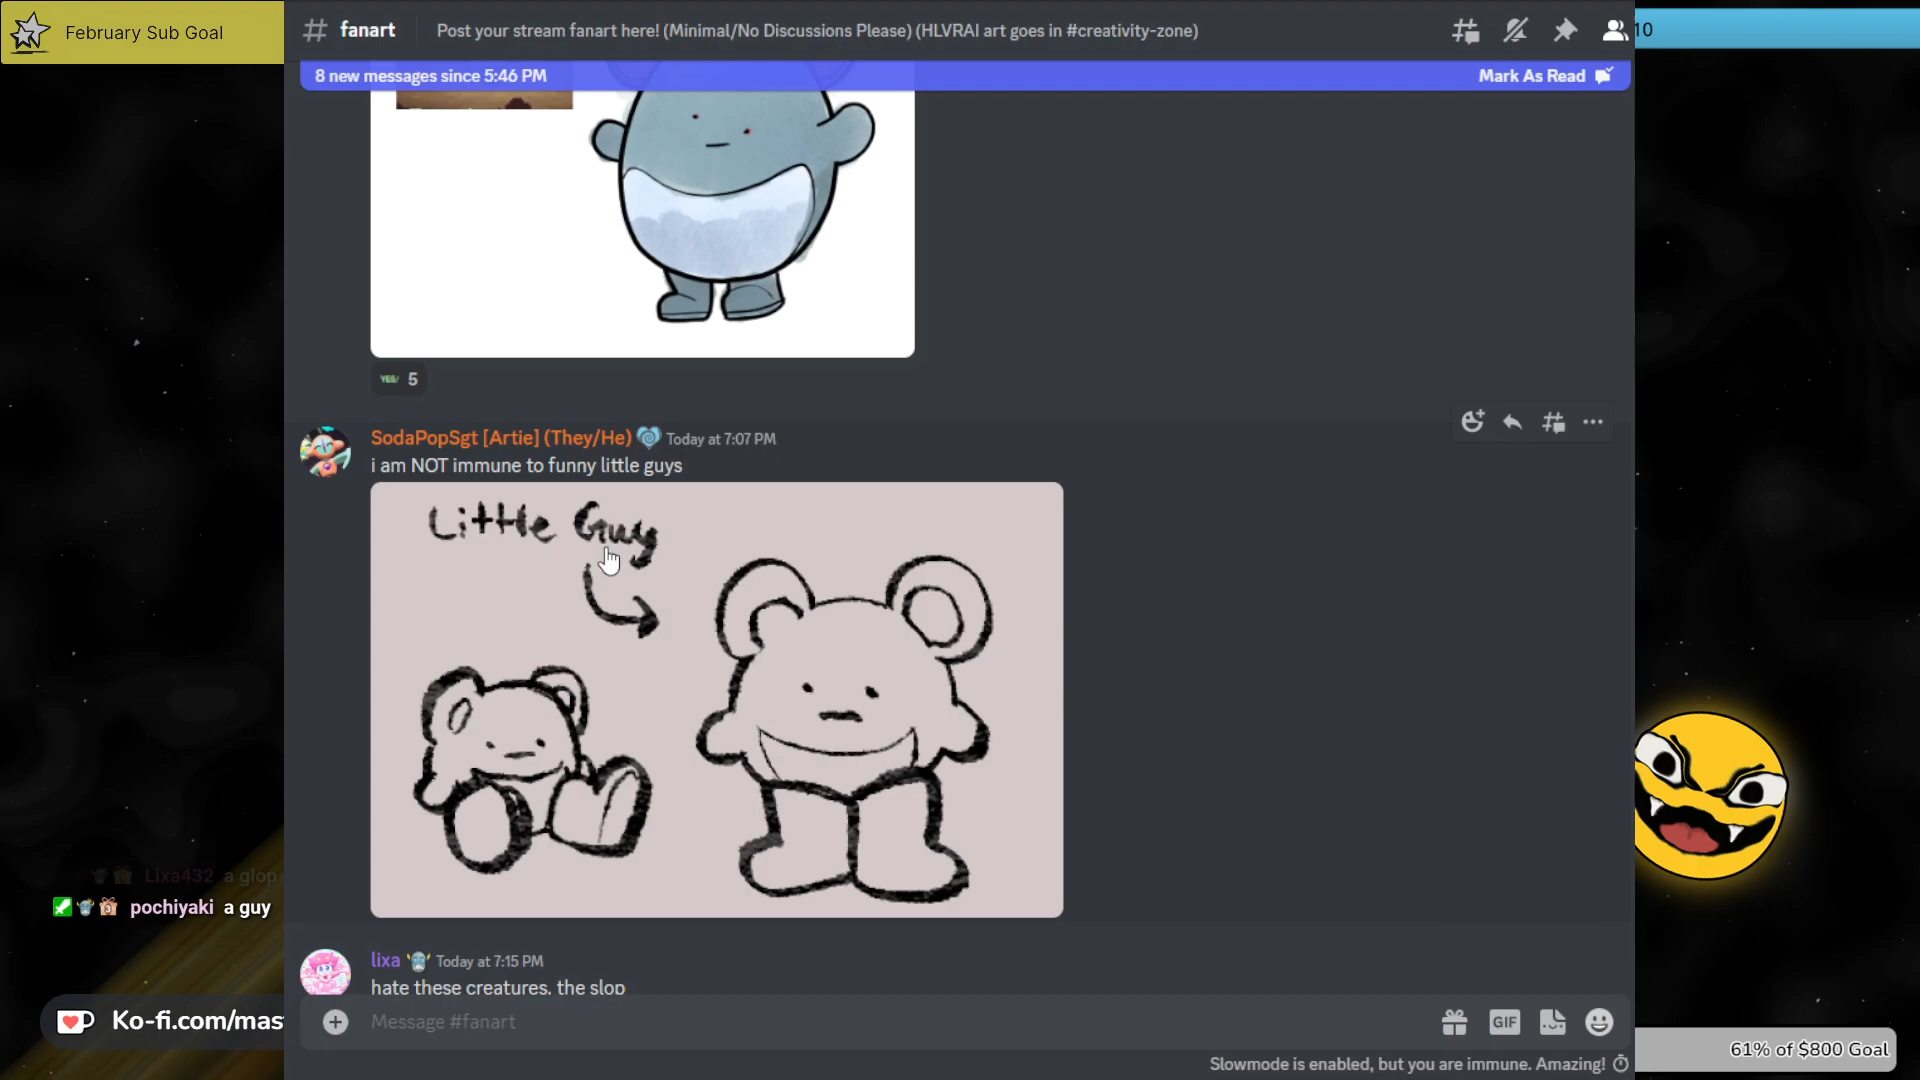 February Sub Goal
fanart
Post your stream fanart here! (Minimal/No Discussions Please) (HLVRAI art goes in #creativity-zone)
10
8 new messages since 5:46 PM
Mark As Read
YES!
5
SodaPopSgt [Artie] (They/He)
Today at 7:07 PM
i am NOT immune to funny little guys
Little Guy
Lixa432 a glop
3
pochiyaki a guy
lixa
Today at 7:15 PM
hate these creatures. the slop
Ko-fi.com/mas
Message #fanart
GIF
61% of $800 Goal
Slowmode is enabled, but you are immune. Amazing!